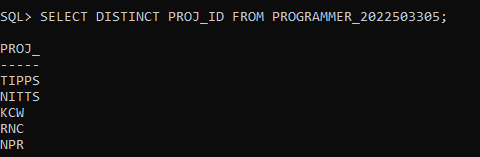 SQL> SELECT DISTINCT PROJ_ID FROM PROGRAMMER_2022503305;
PROJ_
-----
TIPPS
NITTS
KCW
RNC
NPR